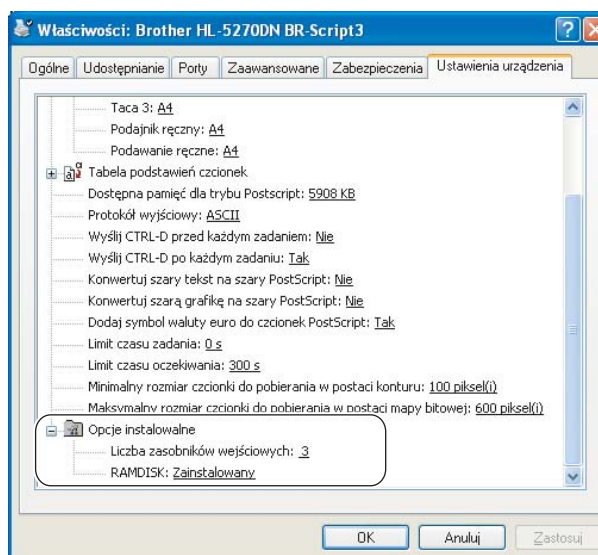 Właściwości: Brother HL-5270DN BR-Script3
Ogólne Udostępnianie Porty Zaawansowane Zabezpieczenia Ustawienia urządzenia
Taca 3: A4
Podajnik ręczny: A4
Podawanie ręczne: A4
Tabela podstawień czcionek
Dostępna pamięć dla trybu Postscript: 5908 KB
Protokół wyjściowy: ASCII
Wyślij CTRL-D przed każdym zadaniem: Nie
Wyślij CTRL-D po każdym zadaniu: Tak
Konwertuj szary tekst na szary PostScript: Nie
Konwertuj szarą grafikę na szary PostScript: Nie
Dodaj symbol waluty euro do czcionek PostScript: Tak
Limit czasu zadania: 0 s
Limit czasu oczekiwania: 300 s
Minimalny rozmiar czcionki do pobierania w postaci konturu: 100 piksel(i)
Maksymalny rozmiar czcionki do pobierania w postaci mapy bitowej: 600 piksel(i)
Opcje instalowalne
Liczba zasobników wejściowych: 3
RAMDISK: Zainstalowany
OK Anuluj Zastosuj